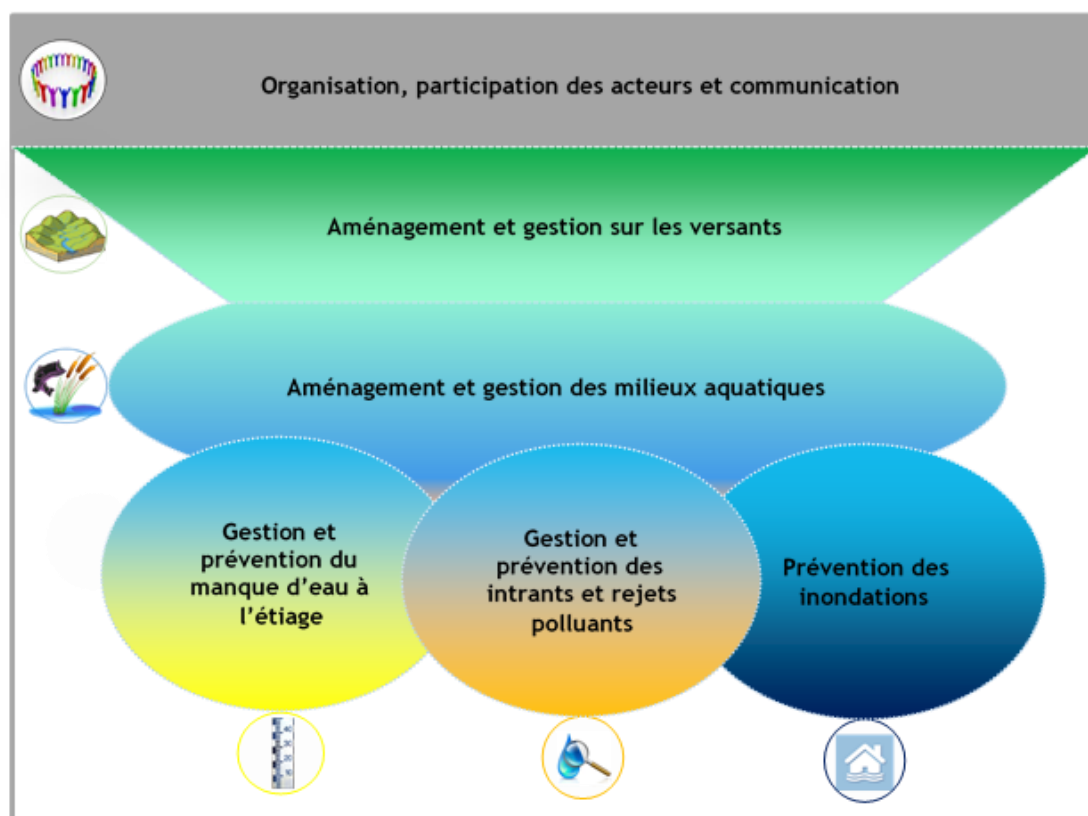 Organisation, participation des acteurs et communication
Aménagement et gestion sur les versants
Aménagement et gestion des milieux aquatiques
Gestion et
prévention du
manque d'eau à
l'étiage
Gestion et
prévention des
intrants et rejets
polluants
Prévention des
inondations